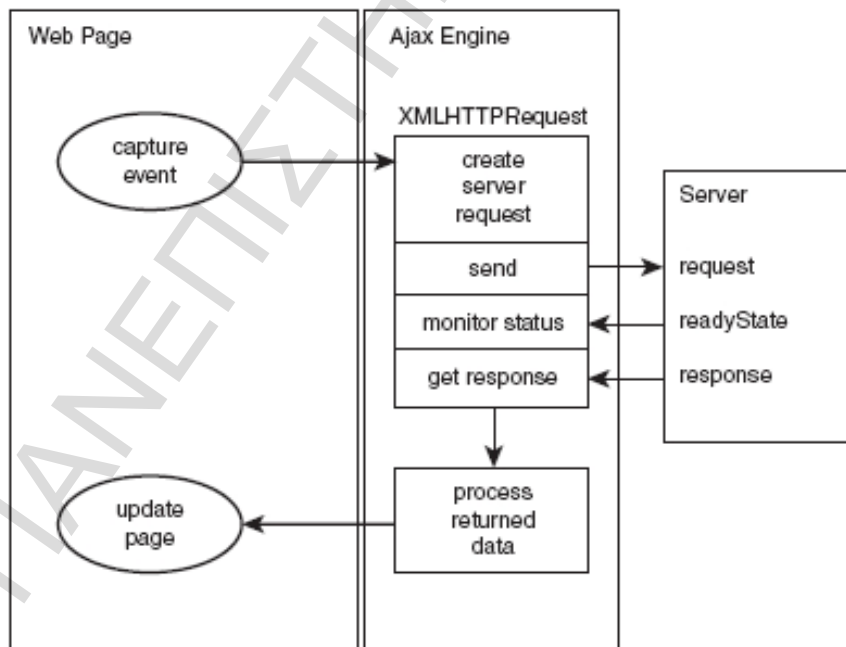 Web Page
Ajax Engine
XMLHTTPRequest
capture
event
create
server
request
Server
send
request
monitor status
readyState
get response
response
update
page
process
returned
data